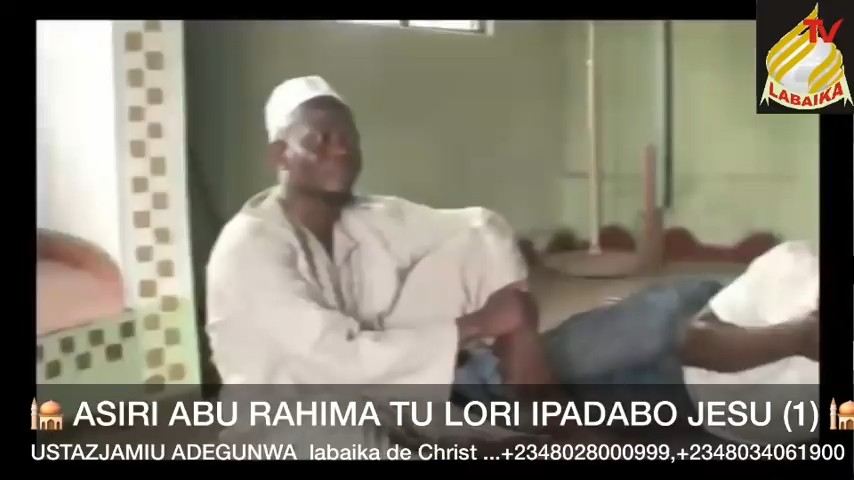 TV
LABAIKA
ASIRI ABU RAHIMA TU LORI IPADABO JESU (1)
USTAZJAMIU ADEGUNWA labaika de Christ ...+2348028000999,+2348034061900